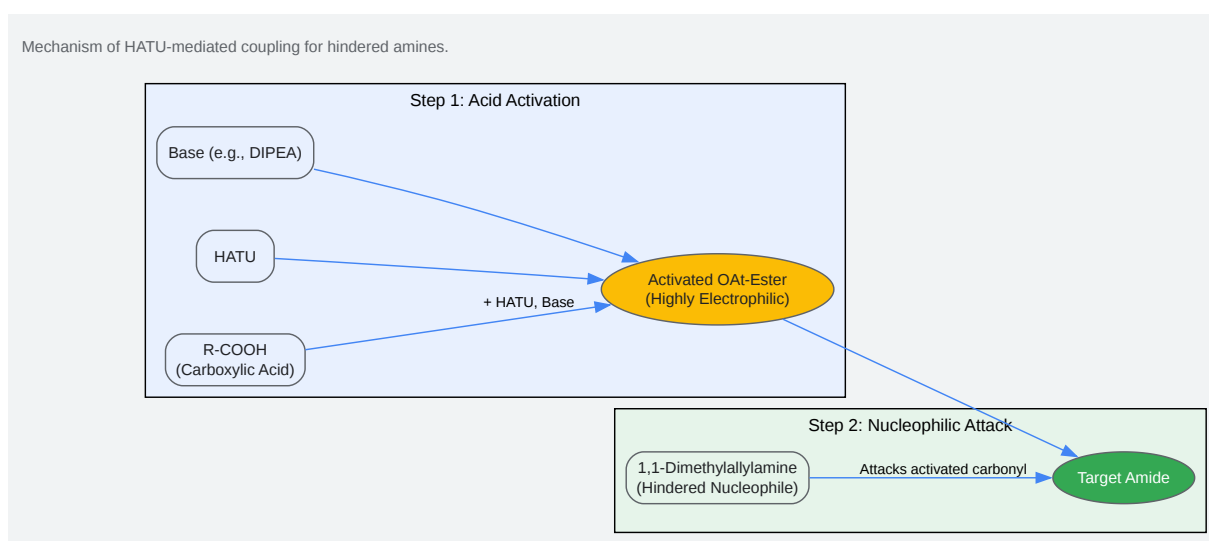 Mechanism of HATU-mediated coupling for hindered amines.
Step 1: Acid Activation
Base (e.g., DIPEA)
HATU
Activated OAt-Ester
(Highly Electrophilic)
+ HATU, Base
R-COOH
(Carboxylic Acid)
Step 2: Nucleophilic Attack
1,1-Dimethylallylamine
(Hindered Nucleophile)
Attacks activated carbonyl
Target Amide